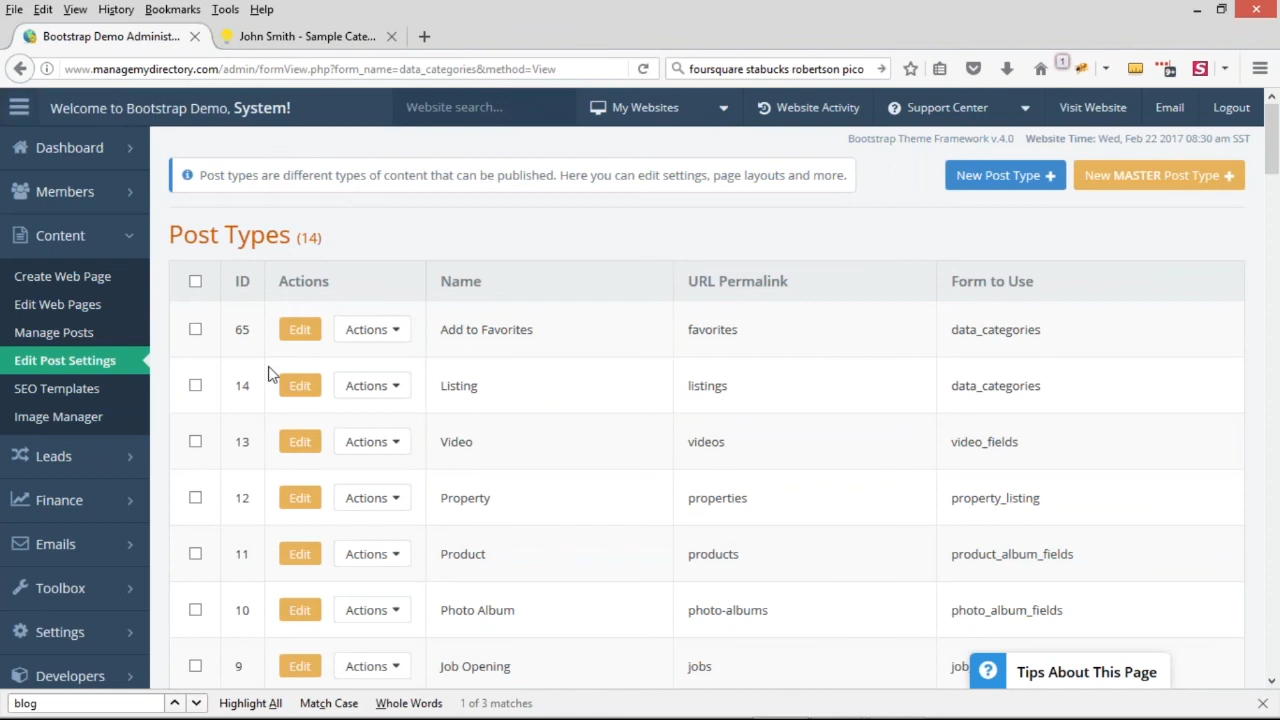 File Edit View History Bookmarks Tools Help
Bootstrap Demo Administ... John Smith - Sample Cate...
www.managemydirectory.com/admin/formView.php?form_name=data_categories&method=View foursquare stabucks robertson pico 1 S
Welcome to Bootstrap Demo, System! Website search... My Websites Website Activity Support Center Visit Website Email Logout
Bootstrap Theme Framework v.4.0 Website Time: Wed, Feb 22 2017 08:30 am SST
Dashboard
Members
Content
Create Web Page
Edit Web Pages
Manage Posts
Edit Post Settings
SEO Templates
Image Manager
Leads
Finance
Emails
Toolbox
Settings
Developers
Post types are different types of content that can be published. Here you can edit settings, page layouts and more. New Post Type + New MASTER Post Type +
Post Types (14)
ID Actions Name URL Permalink Form to Use
65 Edit Actions Add to Favorites favorites data_categories
14 Edit Actions Listing listings data_categories
13 Edit Actions Video videos video_fields
12 Edit Actions Property properties property_listing
11 Edit Actions Product products product_album_fields
10 Edit Actions Photo Album photo-albums photo_album_fields
9 Edit Actions Job Opening jobs job
? Tips About This Page
blog Highlight All Match Case Whole Words 1 of 3 matches